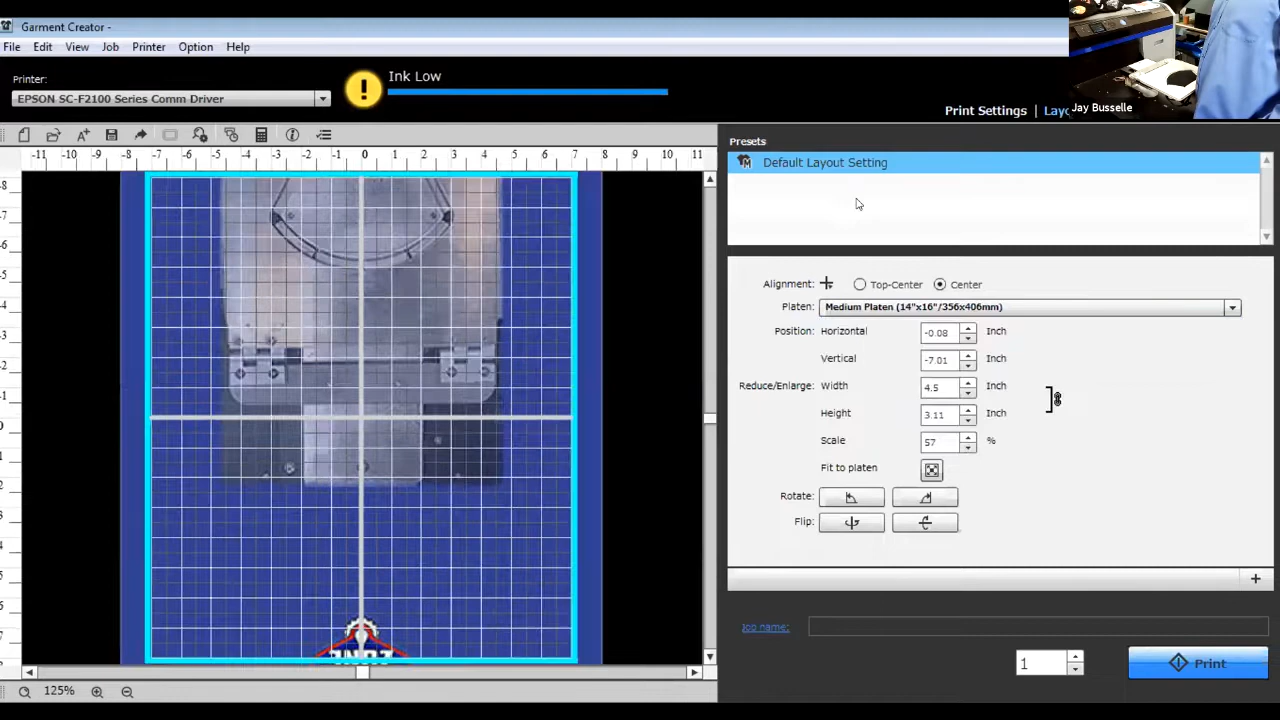 Garment Creator -
File Edit View Job Printer Option Help
Printer:
EPSON SC-F2100 Series Comm Driver
Ink Low
Print Settings |
Jay Busselle
-11 -10 -9 -8 -7 -6 -5 -4 -3 -2 -1 0 1 2 3 4 5 6 7 8 9 10 11
Presets
Default Layout Setting
Alignment: Top-Center Center
Platen: Medium Platen (14"x16"/356x406mm)
Position: Horizontal -0.08 Inch
Vertical -7.01 Inch
Reduce/Enlarge: Width 4.5 Inch
Height 3.11 Inch
Scale 57 %
Fit to platen
Rotate:
Flip:
Job name:
1 Print
125%